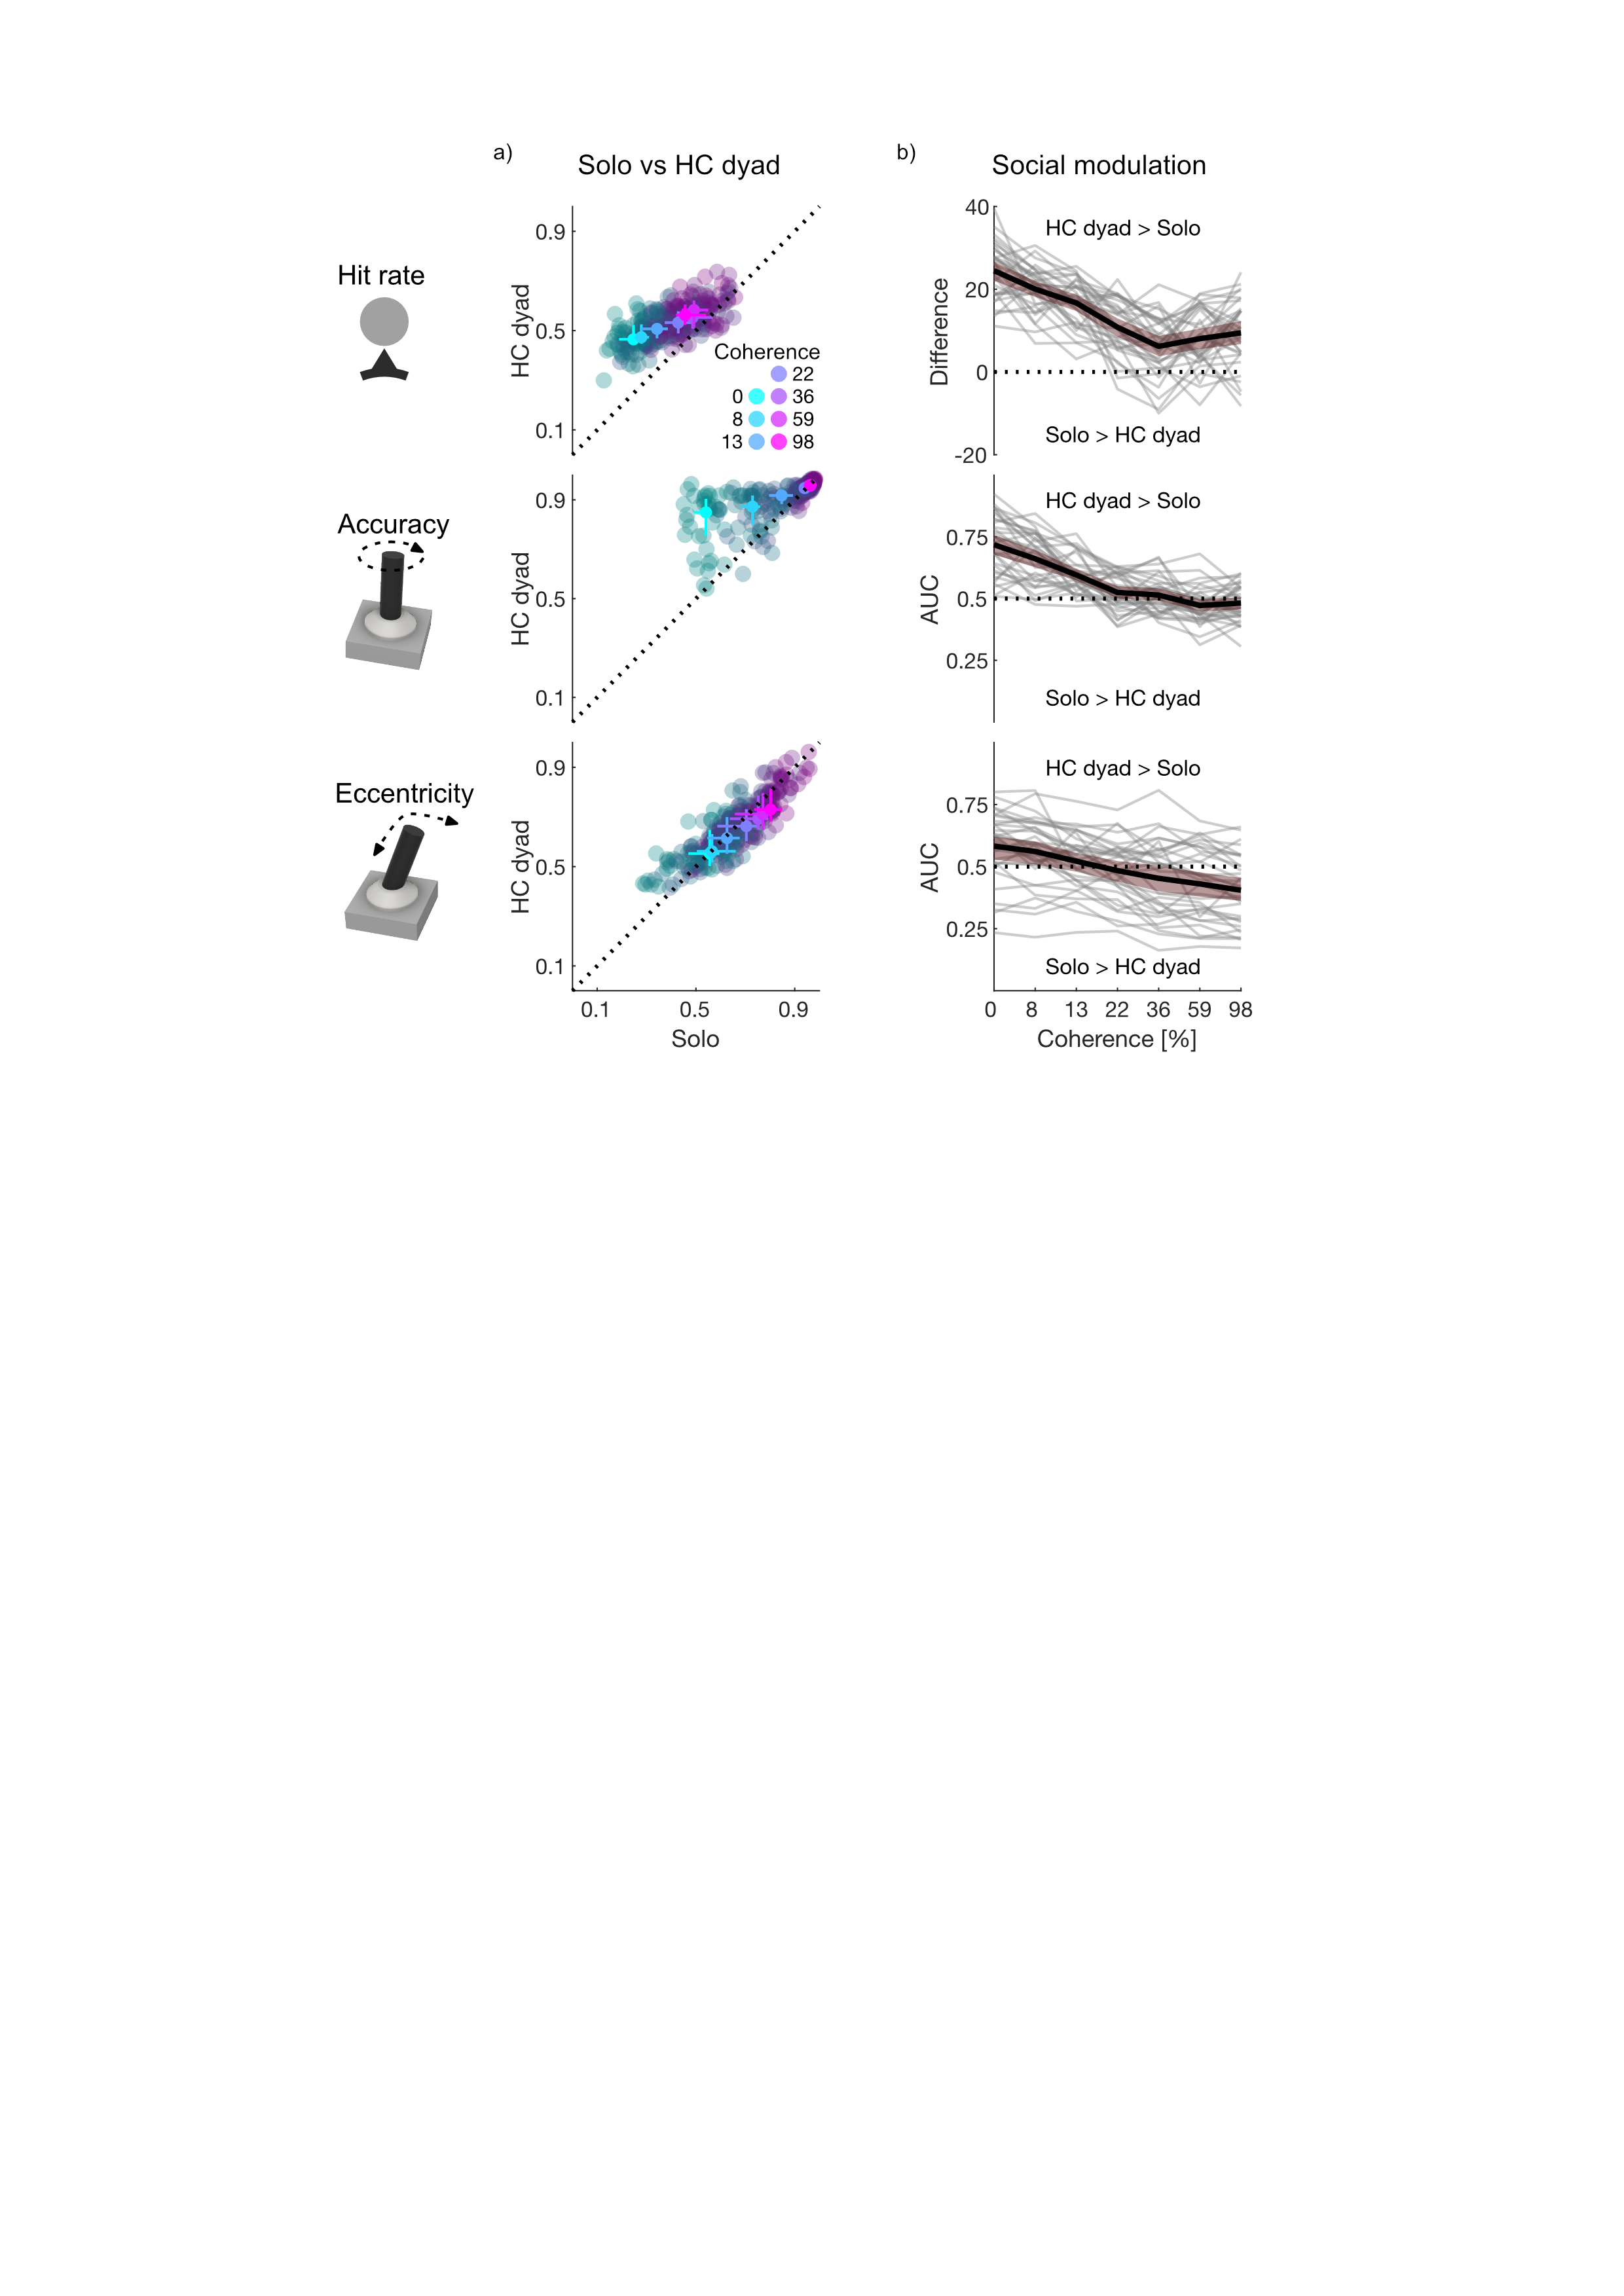 a)
Solo vs HC dyad
b)
Social modulation
Hit rate
HC dyad
0.9
0.5
0.1
Coherence
22
0 36
8 59
13 98
Difference
40
20
0
-20
HC dyad > Solo
Solo > HC dyad
Accuracy
HC dyad
0.9
0.5
0.1
AUC
0.75
0.5
0.25
HC dyad > Solo
Solo > HC dyad
Eccentricity
HC dyad
0.9
0.5
0.1
0.1 0.5 0.9
Solo
AUC
0.75
0.5
0.25
HC dyad > Solo
Solo > HC dyad
0 8 13 22 36 59 98
Coherence [%]